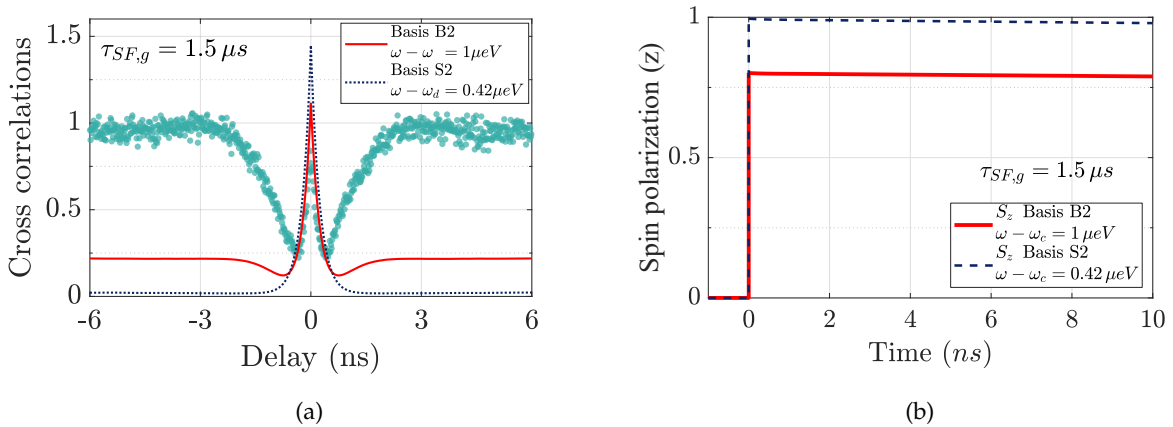 1.5
1
0.5
0
-6
-3
0
3
6
Cross correlations
Delay (ns)
τ_{SF,g} = 1.5 μs
Basis B2
ω − ω = 1μeV
Basis S2
ω − ω_d = 0.42μeV
(a)
1
0.5
0
0
2
4
6
8
10
Spin polarization (z)
Time (ns)
τ_{SF,g} = 1.5 μs
S_z Basis B2
ω − ω_c = 1 μeV
S_z Basis S2
ω − ω_c = 0.42 μeV
(b)